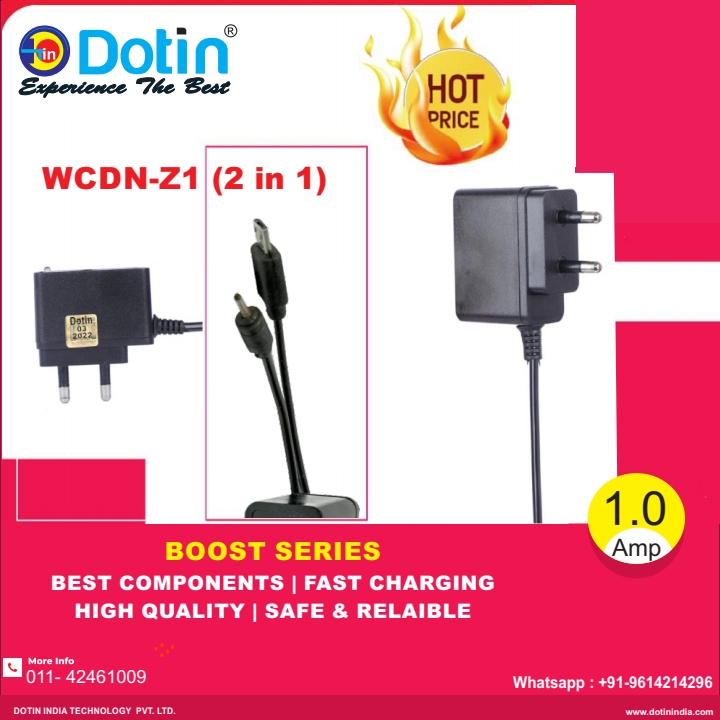 in Dotin®
Experience The Best
HOT
PRICE
WCDN-Z1 (2 in 1)
Dotin
03
2022
1.0
Amp
BOOST SERIES
BEST COMPONENTS | FAST CHARGING
HIGH QUALITY | SAFE & RELAIBLE
More Info
011- 42461009
Whatsapp : +91-9614214296
DOTIN INDIA TECHNOLOGY PVT. LTD.
www.dotinindia.com